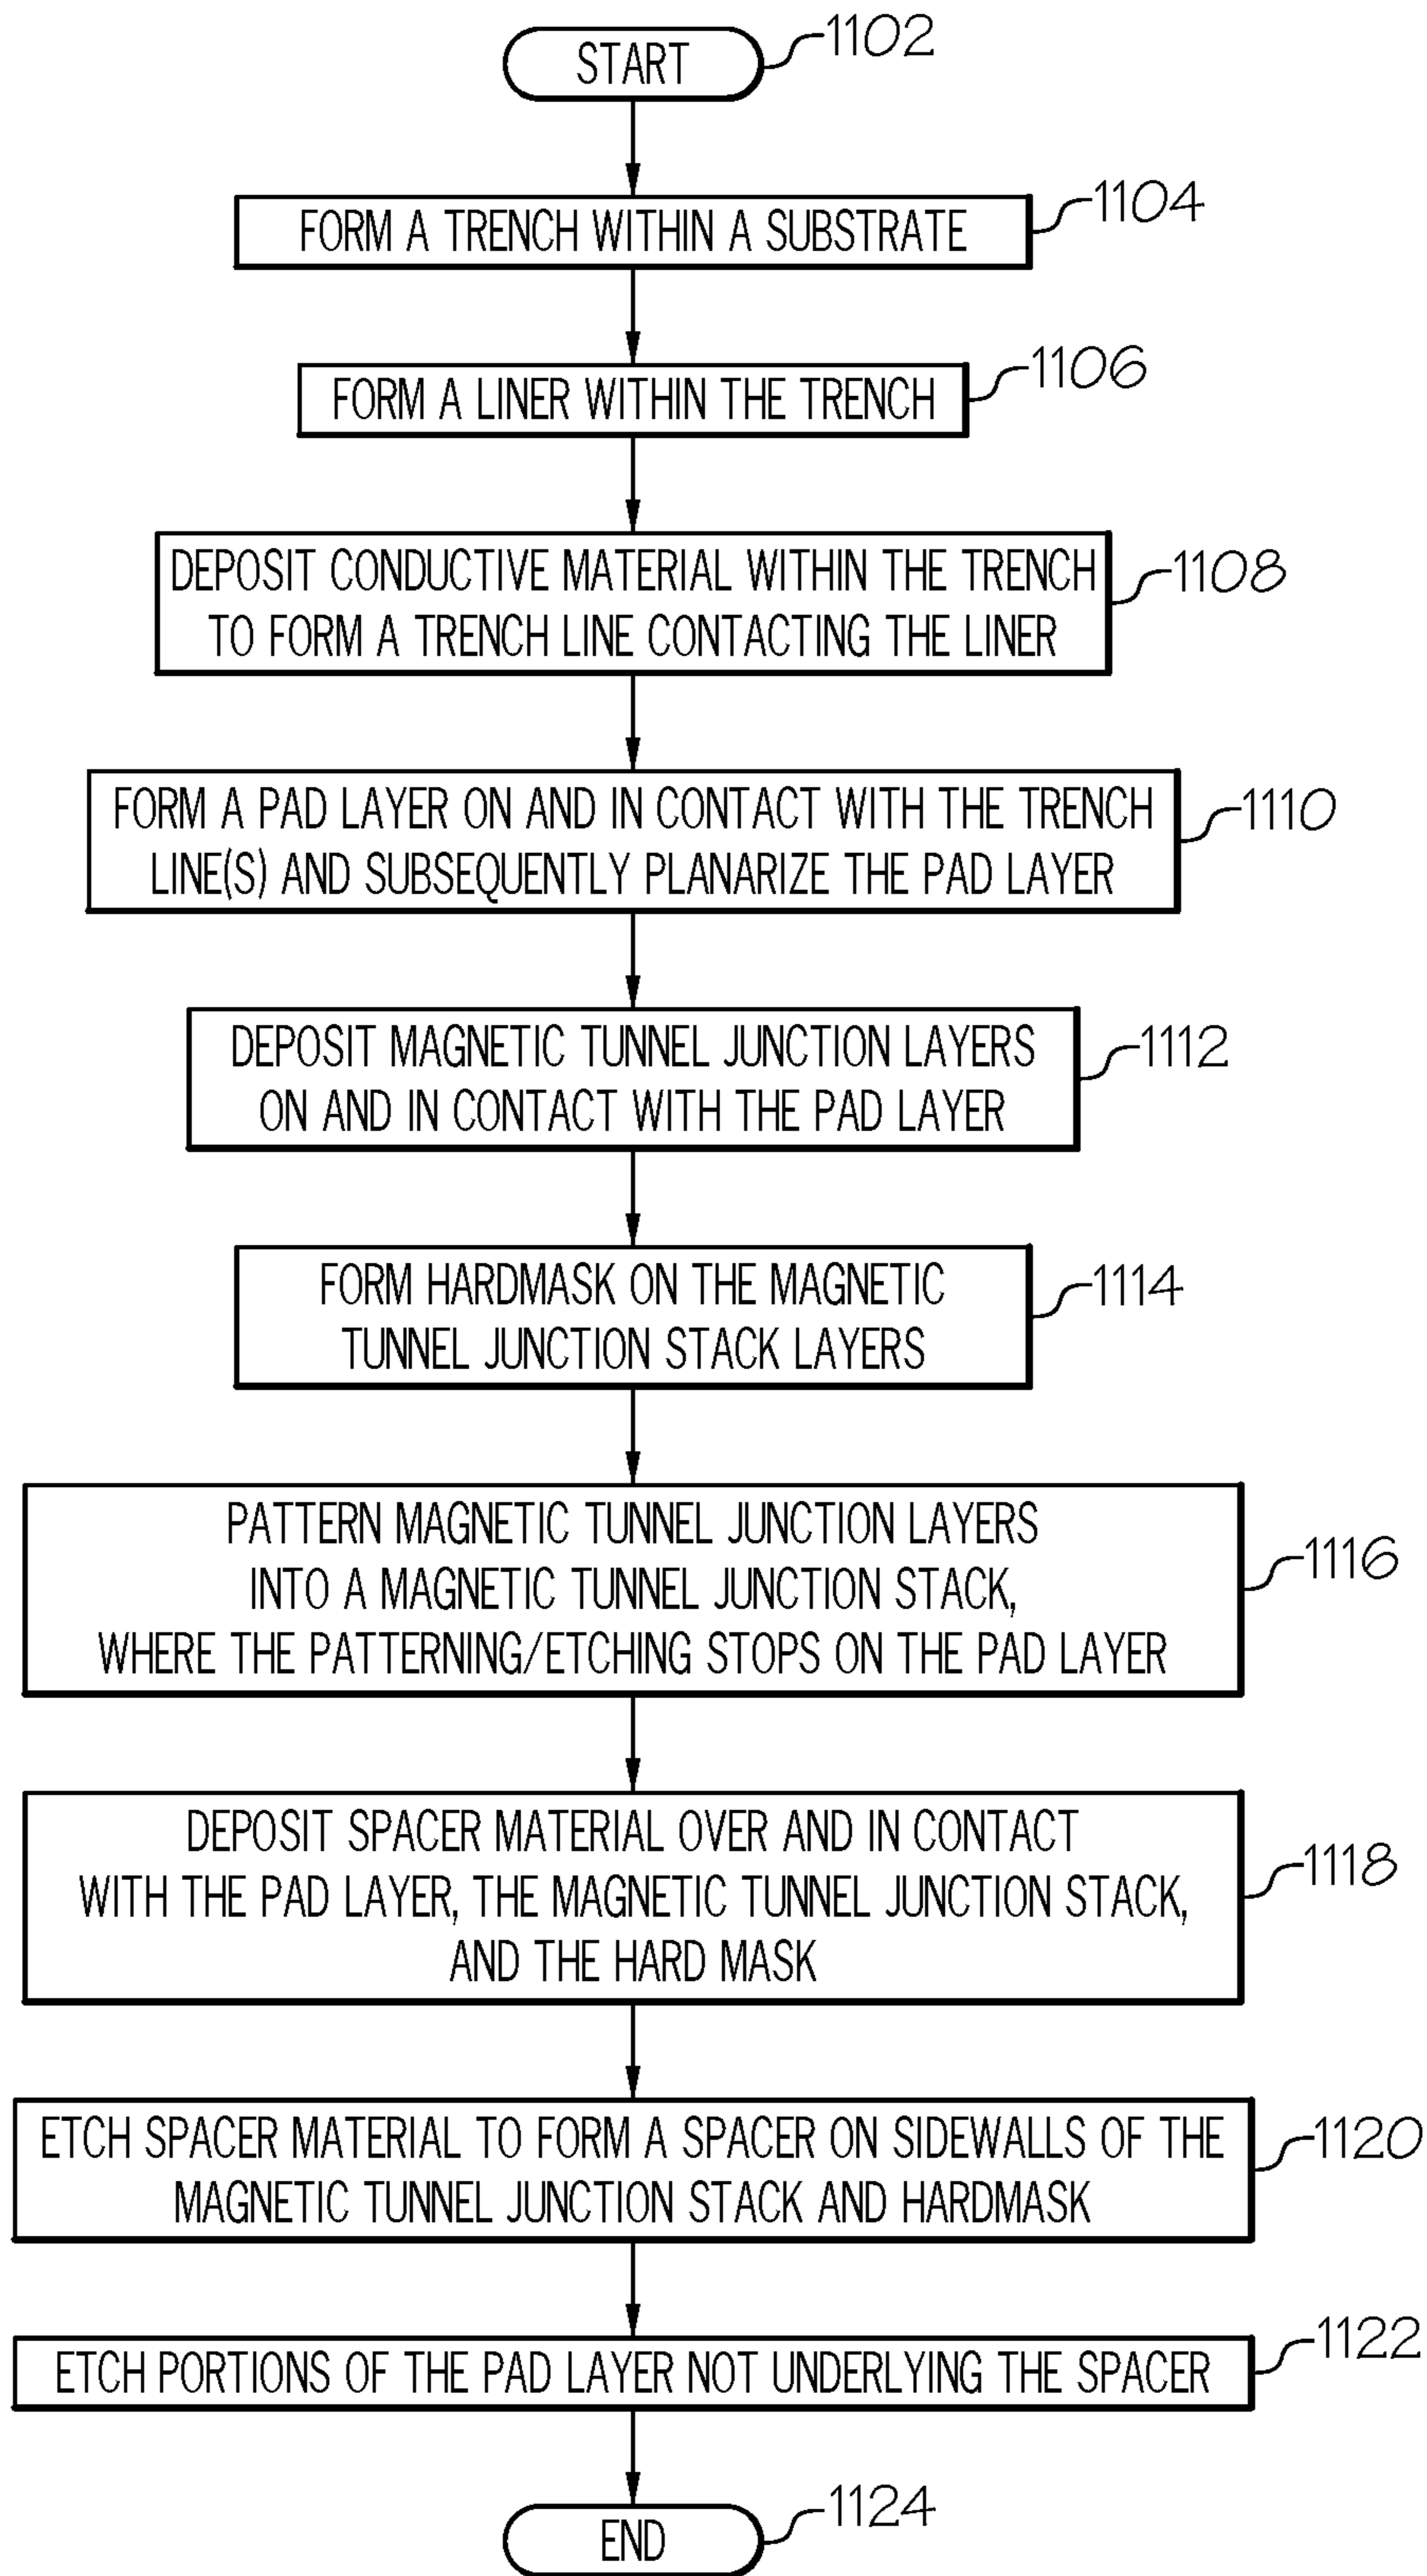 START
1102
FORM A TRENCH WITHIN A SUBSTRATE
1104
FORM A LINER WITHIN THE TRENCH
1106
DEPOSIT CONDUCTIVE MATERIAL WITHIN THE TRENCH
TO FORM A TRENCH LINE CONTACTING THE LINER
1108
FORM A PAD LAYER ON AND IN CONTACT WITH THE TRENCH
LINE(S) AND SUBSEQUENTLY PLANARIZE THE PAD LAYER
1110
DEPOSIT MAGNETIC TUNNEL JUNCTION LAYERS
ON AND IN CONTACT WITH THE PAD LAYER
1112
FORM HARDMASK ON THE MAGNETIC
TUNNEL JUNCTION STACK LAYERS
1114
PATTERN MAGNETIC TUNNEL JUNCTION LAYERS
INTO A MAGNETIC TUNNEL JUNCTION STACK,
WHERE THE PATTERNING/ETCHING STOPS ON THE PAD LAYER
1116
DEPOSIT SPACER MATERIAL OVER AND IN CONTACT
WITH THE PAD LAYER, THE MAGNETIC TUNNEL JUNCTION STACK,
AND THE HARD MASK
1118
ETCH SPACER MATERIAL TO FORM A SPACER ON SIDEWALLS OF THE
MAGNETIC TUNNEL JUNCTION STACK AND HARDMASK
1120
ETCH PORTIONS OF THE PAD LAYER NOT UNDERLYING THE SPACER
1122
END
1124